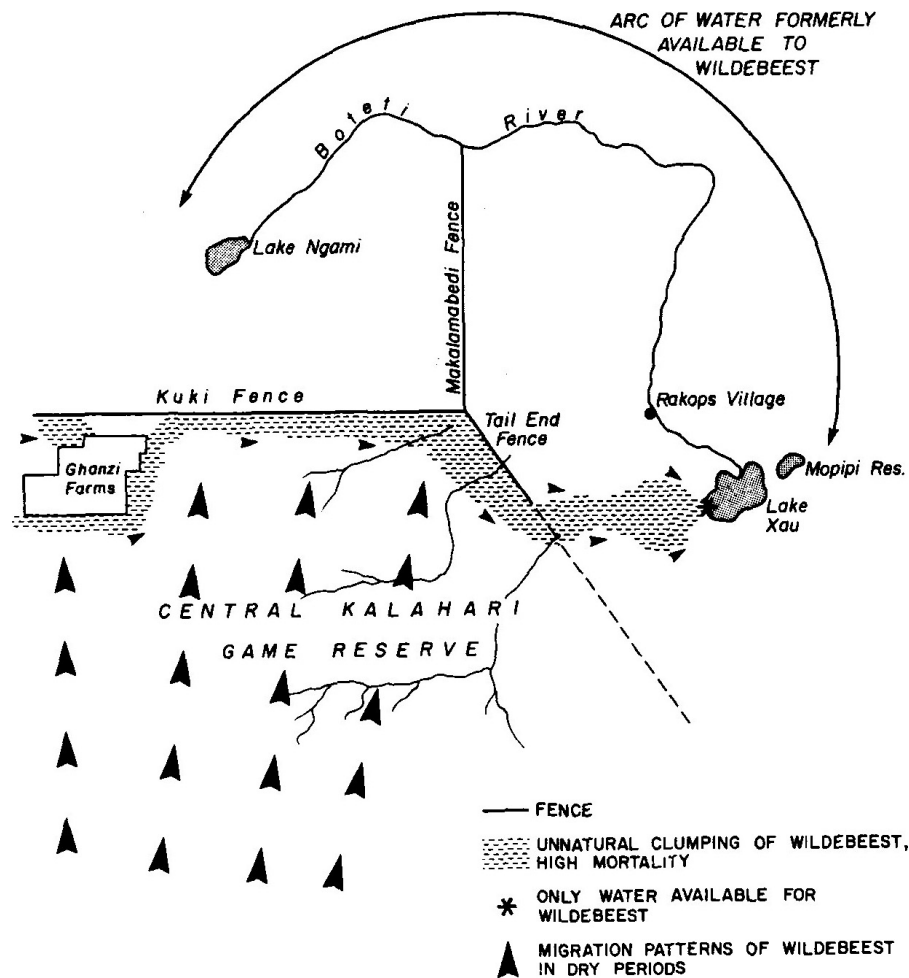 ARC OF WATER FORMERLY
AVAILABLE TO
WILDEBEEST
Boteti River
Lake Ngami
Makalamabedi Fence
Kuki Fence
Tail End
Fence
Rakops Village
Ghanzi
Farms
Mopipi Res.
Lake
Xau
CENTRAL KALAHARI
GAME RESERVE
FENCE
UNNATURAL CLUMPING OF WILDEBEEST,
HIGH MORTALITY
ONLY WATER AVAILABLE FOR
WILDEBEEST
MIGRATION PATTERNS OF WILDEBEEST
IN DRY PERIODS